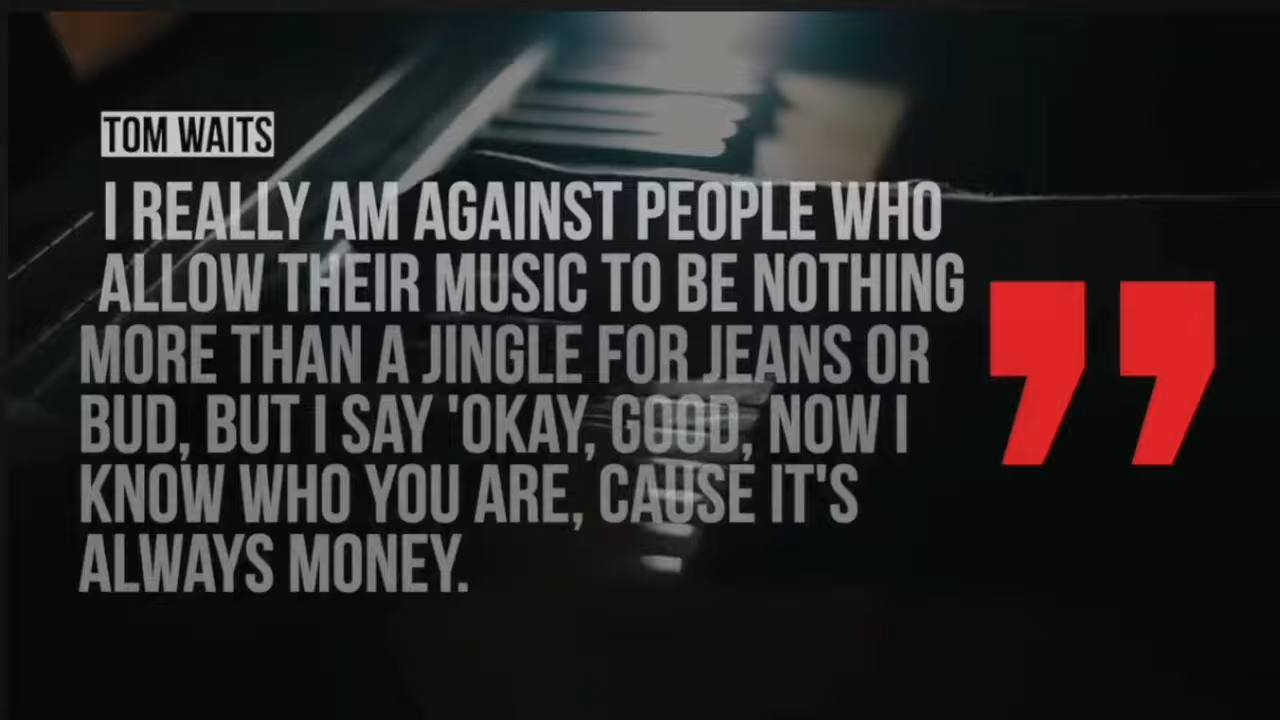 TOM WAITS
I REALLY AM AGAINST PEOPLE WHO
ALLOW THEIR MUSIC TO BE NOTHING
MORE THAN A JINGLE FOR JEANS OR
BUD, BUT I SAY 'OKAY, GOOD, NOW I
KNOW WHO YOU ARE, CAUSE IT'S
ALWAYS MONEY.
”